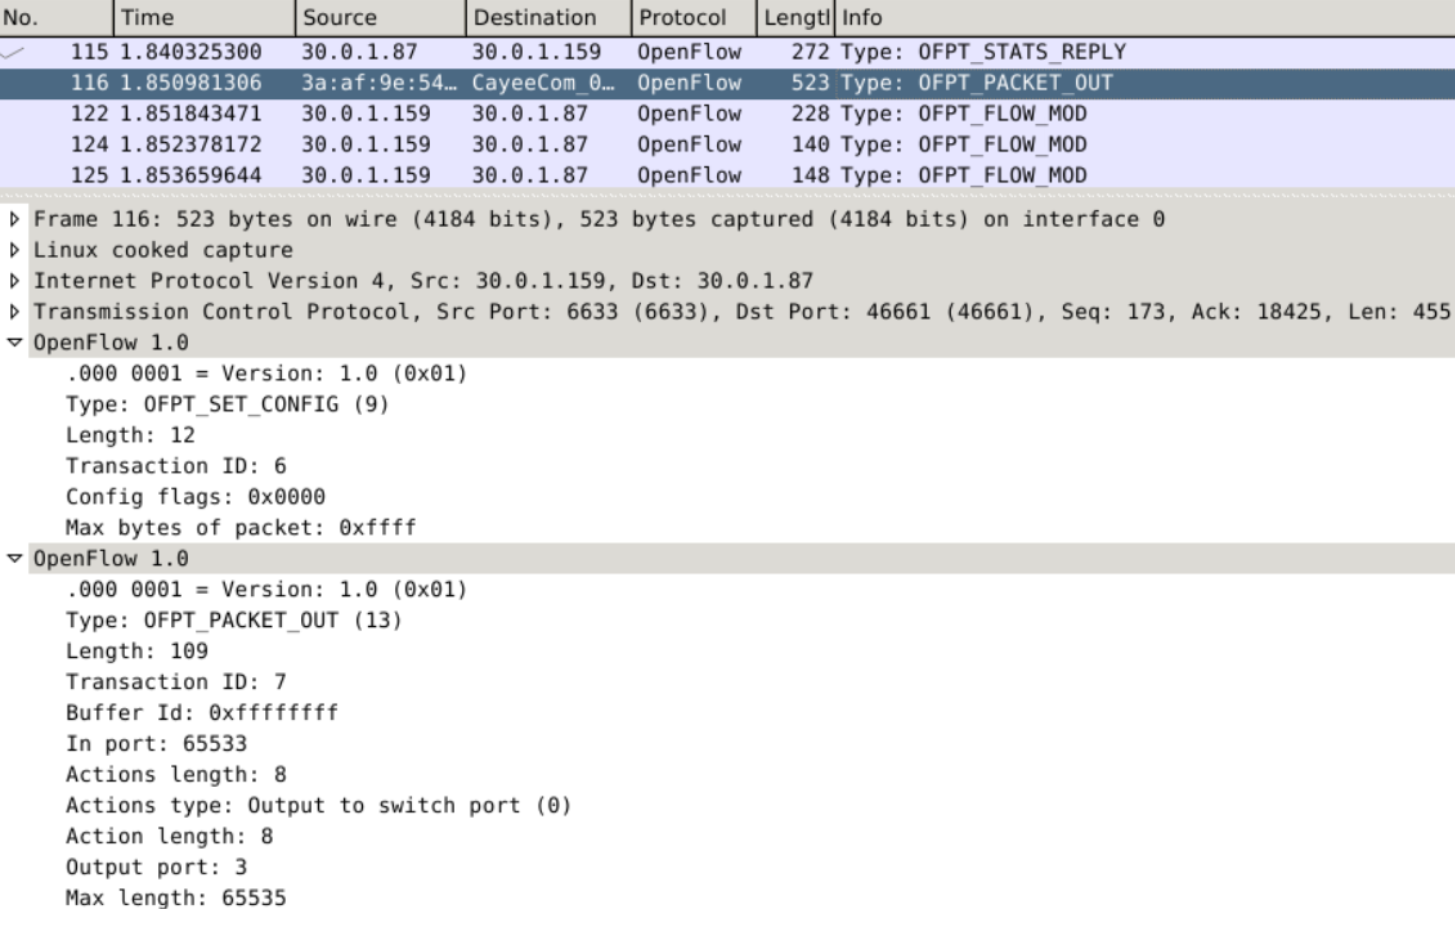 No. Time Source Destination Protocol Lengtl Info
115 1.840325300 30.0.1.87 30.0.1.159 OpenFlow 272 Type: OFPT_STATS_REPLY
116 1.850981306 3a:af:9e:54… CayeeCom_0… OpenFlow 523 Type: OFPT_PACKET_OUT
122 1.851843471 30.0.1.159 30.0.1.87 OpenFlow 228 Type: OFPT_FLOW_MOD
124 1.852378172 30.0.1.159 30.0.1.87 OpenFlow 140 Type: OFPT_FLOW_MOD
125 1.853659644 30.0.1.159 30.0.1.87 OpenFlow 148 Type: OFPT_FLOW_MOD
Frame 116: 523 bytes on wire (4184 bits), 523 bytes captured (4184 bits) on interface 0
Linux cooked capture
Internet Protocol Version 4, Src: 30.0.1.159, Dst: 30.0.1.87
Transmission Control Protocol, Src Port: 6633 (6633), Dst Port: 46661 (46661), Seq: 173, Ack: 18425, Len: 455
OpenFlow 1.0
.000 0001 = Version: 1.0 (0x01)
Type: OFPT_SET_CONFIG (9)
Length: 12
Transaction ID: 6
Config flags: 0x0000
Max bytes of packet: 0xffff
OpenFlow 1.0
.000 0001 = Version: 1.0 (0x01)
Type: OFPT_PACKET_OUT (13)
Length: 109
Transaction ID: 7
Buffer Id: 0xffffffff
In port: 65533
Actions length: 8
Actions type: Output to switch port (0)
Action length: 8
Output port: 3
Max length: 65535